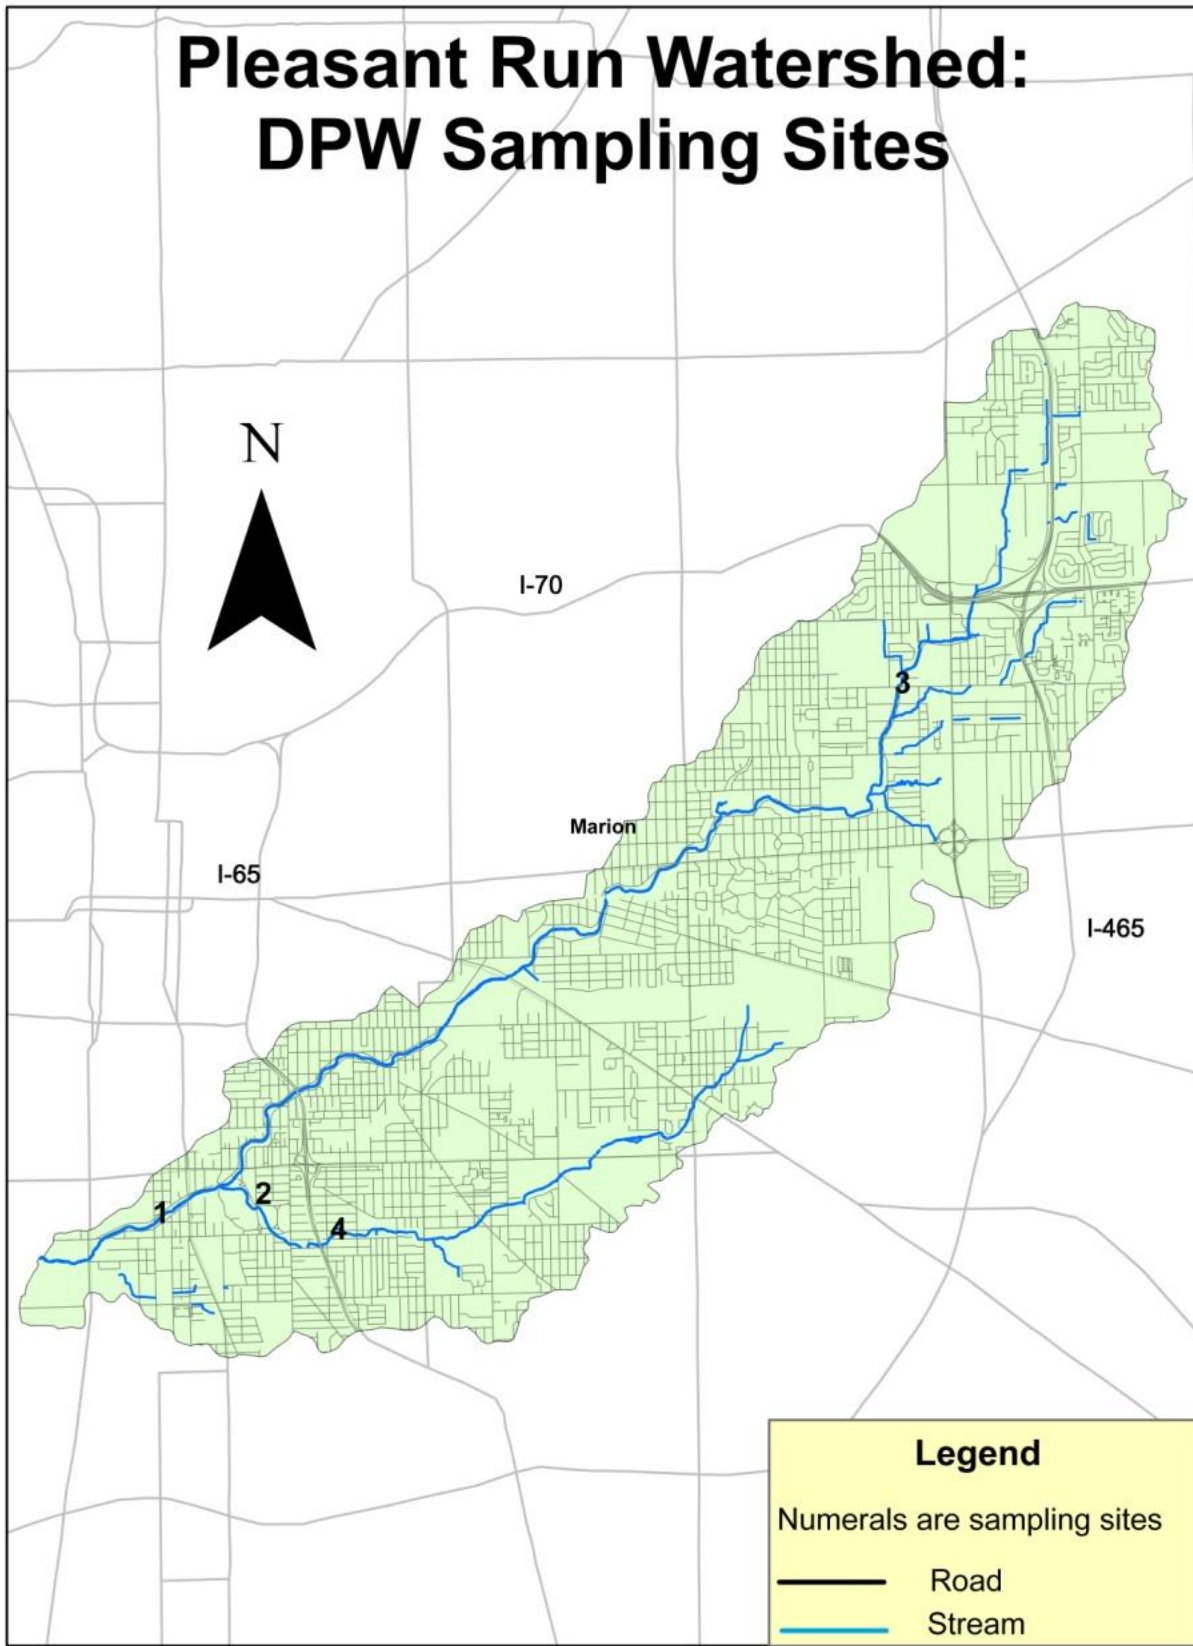 Pleasant Run Watershed:
DPW Sampling Sites
N
I-70
3
Marion
I-65
I-465
2
1
4
Legend
Numerals are sampling sites
Road
Stream